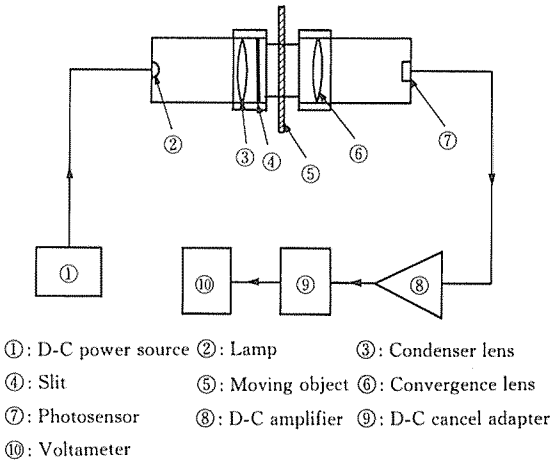 ②
③
④
⑤
⑥
⑦
①
⑩
⑨
⑧
①: D-C power source ②: Lamp ③: Condenser lens
④: Slit ⑤: Moving object ⑥: Convergence lens
⑦: Photosensor ⑧: D-C amplifier ⑨: D-C cancel adapter
⑩: Voltameter